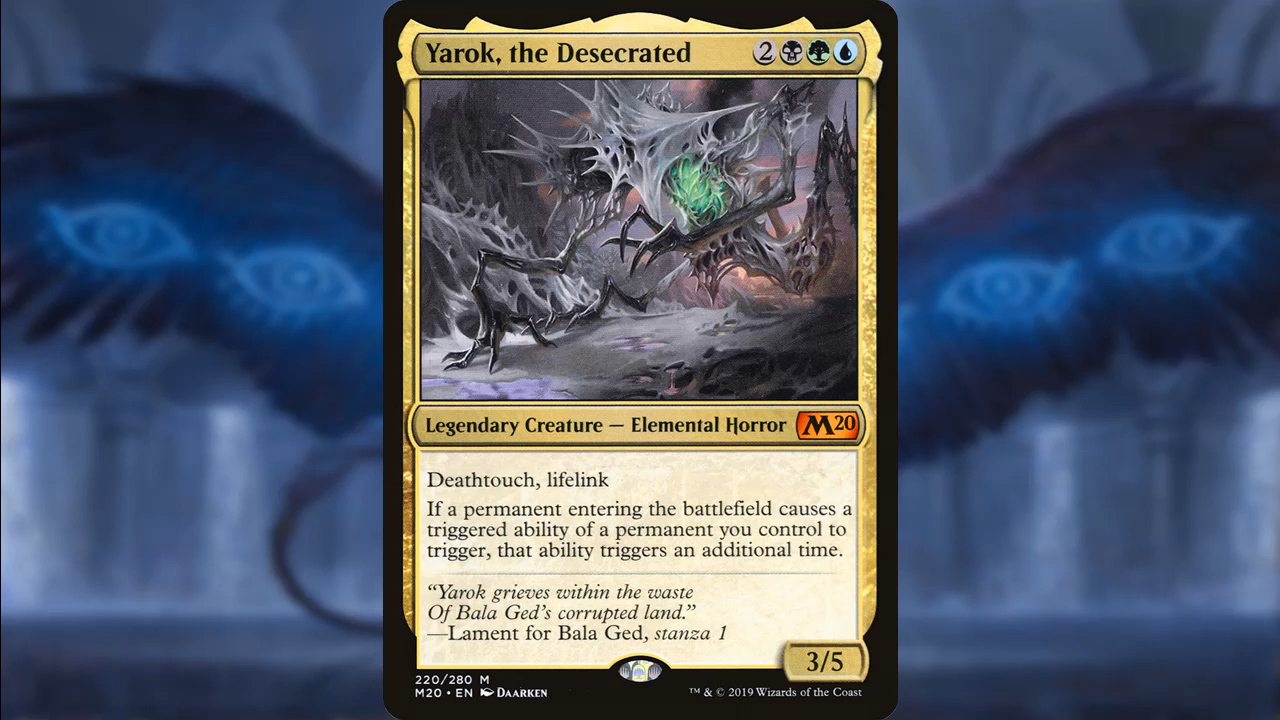 Yarok, the Desecrated 2
Legendary Creature — Elemental Horror M20
Deathtouch, lifelink
If a permanent entering the battlefield causes a
triggered ability of a permanent you control to
trigger, that ability triggers an additional time.
“Yarok grieves within the waste
Of Bala Ged’s corrupted land.”
—Lament for Bala Ged, stanza 1
3/5
220/280 M
M20 • EN DAARKEN
™ & © 2019 Wizards of the Coast